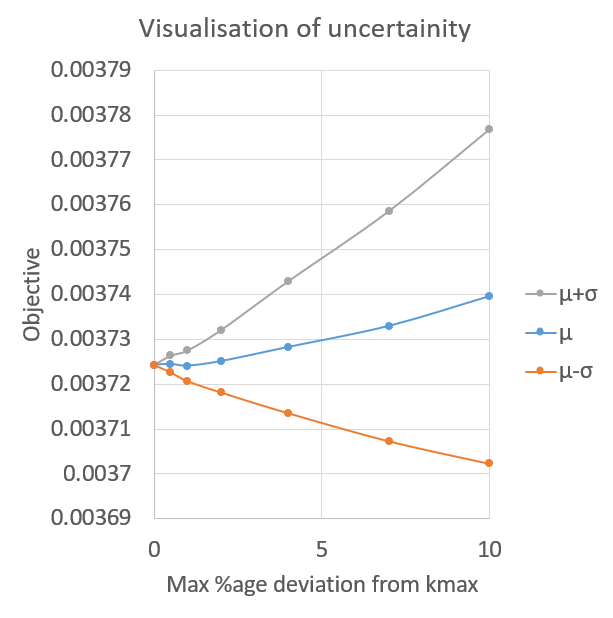 Visualisation of uncertainity
0.00379
0.00378
0.00377
0.00376
0.00375
0.00374
0.00373
0.00372
0.00371
0.0037
0.00369
Objective
μ+σ
μ
μ-σ
0 5 10
Max %age deviation from kmax